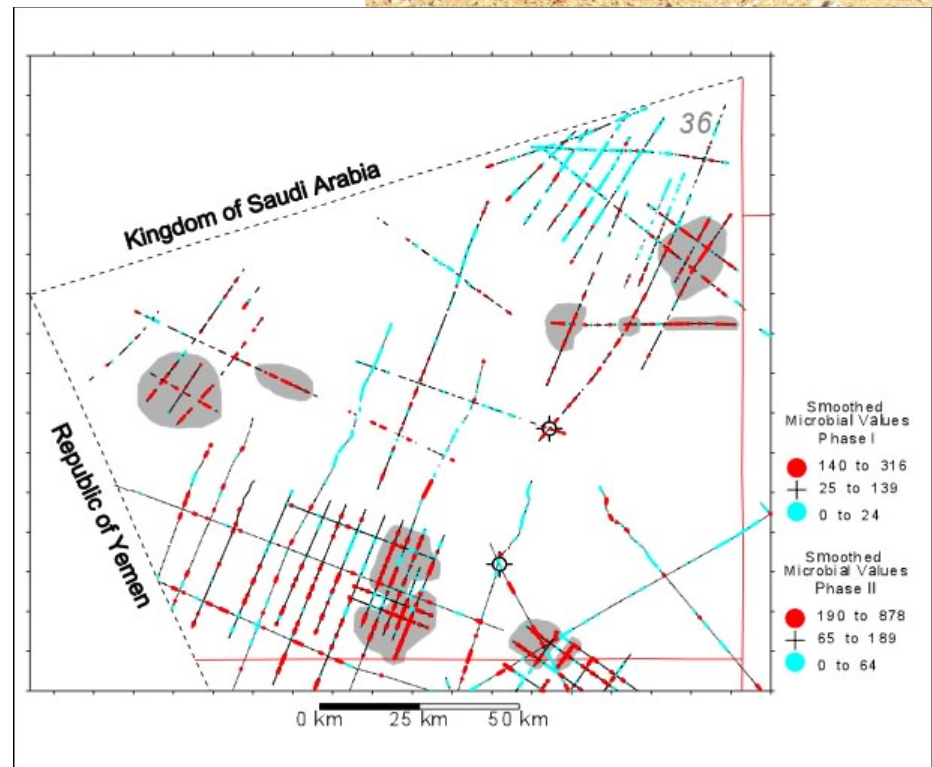 36
Kingdom of Saudi Arabia
Republic of Yemen
Smoothed
Microbial Values
Phase I
140 to 316
25 to 139
0 to 24
Smoothed
Microbial Values
Phase II
190 to 878
65 to 189
0 to 64
0 km 25 km 50 km